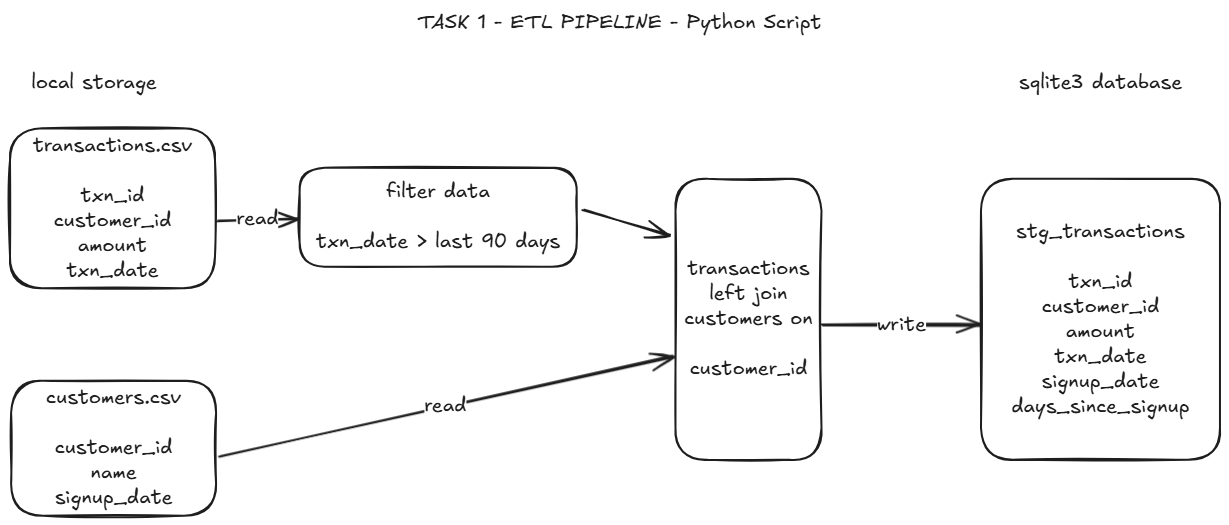 TASK 1 - ETL PIPELINE - Python Script
local storage
sqlite3 database
transactions.csv
txn_id
customer_id
amount
txn_date
read
filter data
txn_date > last 90 days
transactions
left join
customers on
customer_id
write
stg_transactions
txn_id
customer_id
amount
txn_date
signup_date
days_since_signup
customers.csv
customer_id
name
signup_date
read